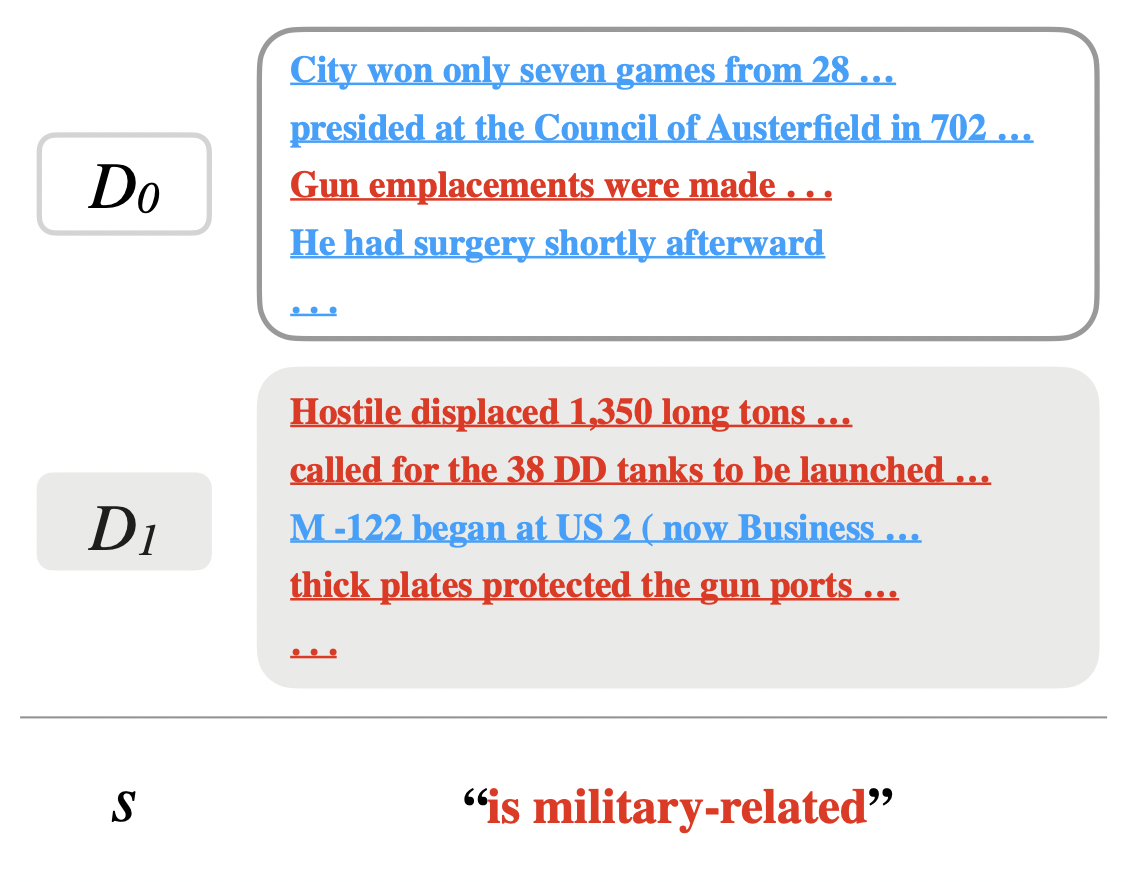 D0
City won only seven games from 28 …
presided at the Council of Austerfield in 702 …
Gun emplacements were made . . .
He had surgery shortly afterward
. . .
D1
Hostile displaced 1,350 long tons …
called for the 38 DD tanks to be launched …
M -122 began at US 2 ( now Business …
thick plates protected the gun ports …
. . .
s “is military-related”